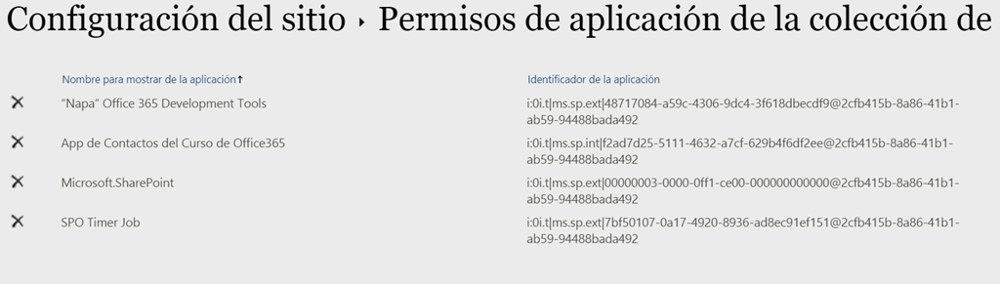 Configuración del sitio ‣ Permisos de aplicación de la colección de
Nombre para mostrar de la aplicación↑ Identificador de la aplicación
"Napa" Office 365 Development Tools i:0i.t|ms.sp.ext|48717084-a59c-4306-9dc4-3f618dbecdf9@2cfb415b-8a86-41b1-
ab59-94488bada492
App de Contactos del Curso de Office365 i:0i.t|ms.sp.int|f2ad7d25-5111-4632-a7cf-629b4f6df2ee@2cfb415b-8a86-41b1-
ab59-94488bada492
Microsoft.SharePoint i:0i.t|ms.sp.ext|00000003-0000-0ff1-ce00-000000000000@2cfb415b-8a86-41b1-
ab59-94488bada492
SPO Timer Job i:0i.t|ms.sp.ext|7bf50107-0a17-4920-8936-ad8ec91ef151@2cfb415b-8a86-41b1-
ab59-94488bada492